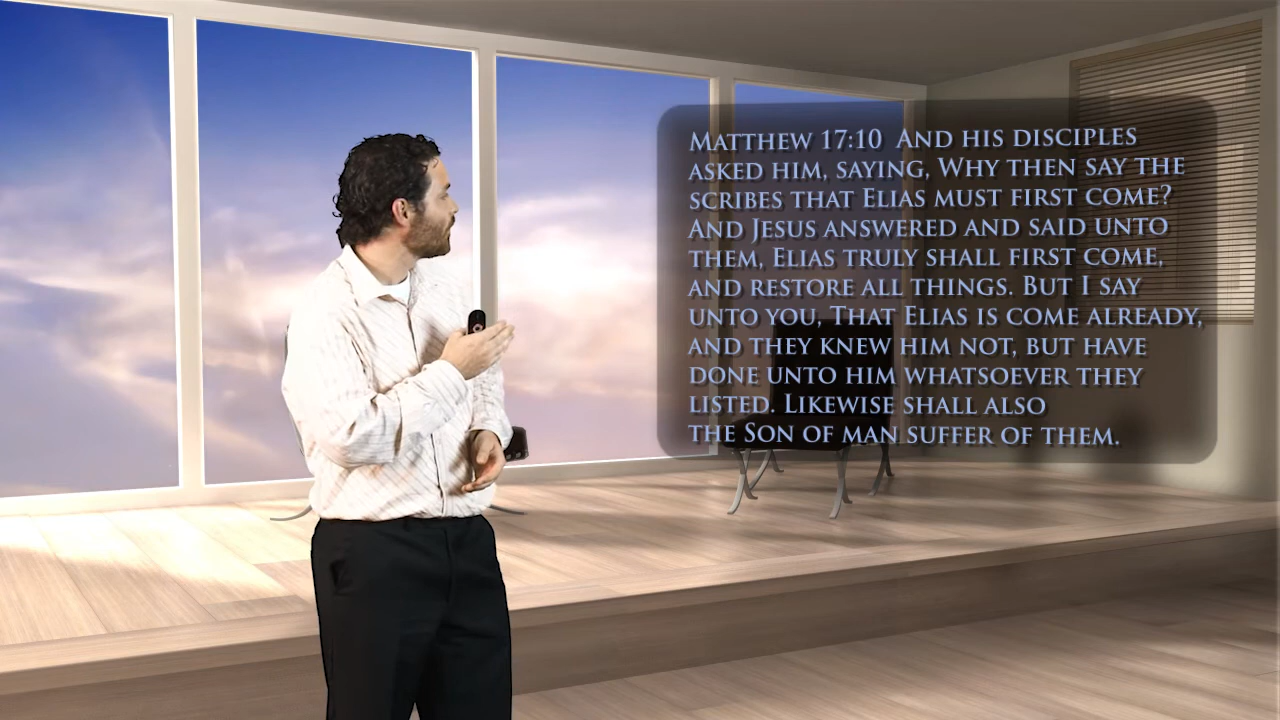 Matthew 17:10 And his disciples
asked him, saying, Why then say the
scribes that Elias must first come?
And Jesus answered and said unto
them, Elias truly shall first come,
and restore all things. But I say
unto you, That Elias is come already,
and they knew him not, but have
done unto him whatsoever they
listed. Likewise shall also
the Son of man suffer of them.